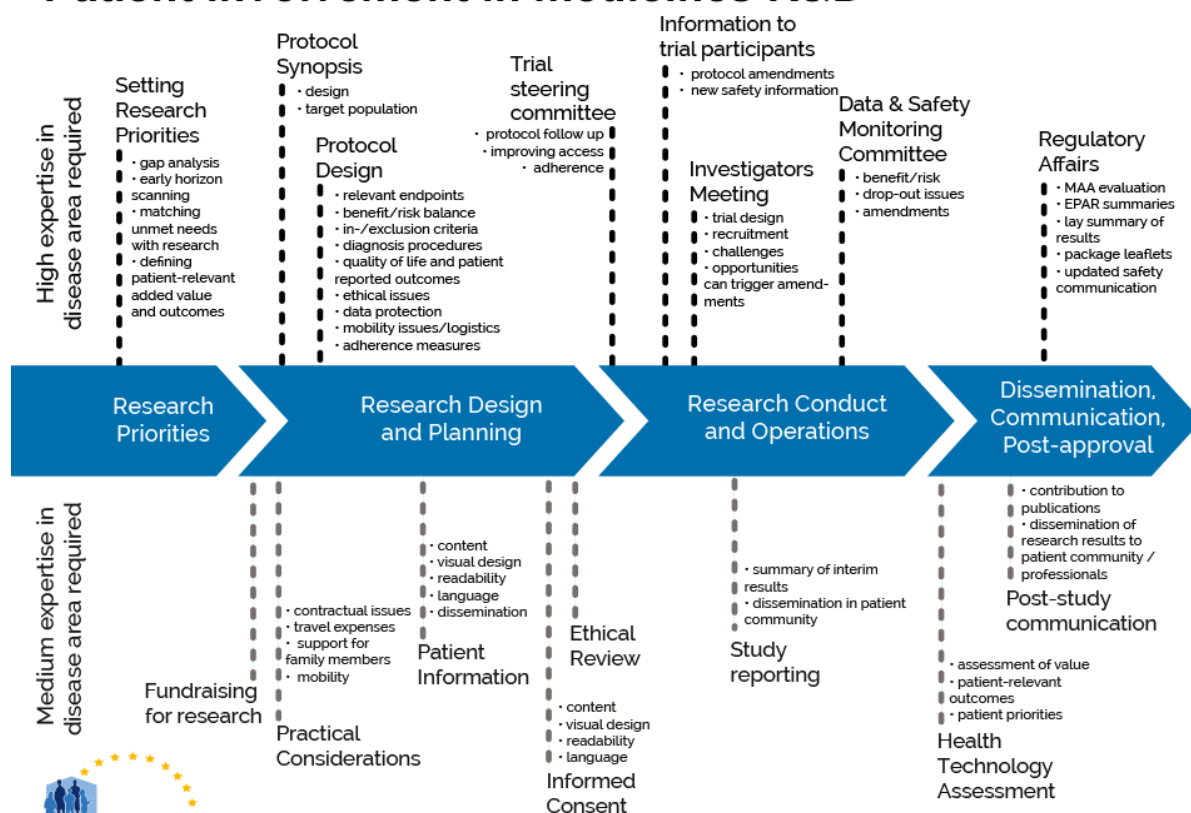 Patient involvement in medicines R&D
High expertise in
disease area required
Setting
Research
Priorities
· gap analysis
· early horizon
scanning
· matching
unmet needs
with research
· defining
patient-relevant
added value
and outcomes
Protocol
Synopsis
· design
· target population
Protocol
Design
· relevant endpoints
· benefit/risk balance
· in-/exclusion criteria
· diagnosis procedures
· quality of life and patient
reported outcomes
· ethical issues
· data protection
· mobility issues/logistics
· adherence measures
Trial
steering
committee
· protocol follow up
· improving access
· adherence
Information to
trial participants
· protocol amendments
· new safety information
Investigators
Meeting
· trial design
· recruitment
· challenges
· opportunities
can trigger amend-
ments
Data & Safety
Monitoring
Committee
· benefit/risk
· drop-out issues
· amendments
Regulatory
Affairs
· MAA evaluation
· EPAR summaries
· lay summary of
results
· package leaflets
· updated safety
communication
Research
Priorities
Research Design
and Planning
Research Conduct
and Operations
Dissemination,
Communication,
Post-approval
Medium expertise in
disease area required
Fundraising
for research
· contractual issues
· travel expenses
· support for
family members
· mobility
Practical
Considerations
· content
· visual design
· readability
· language
· dissemination
Patient
Information
Ethical
Review
· content
· visual design
· readability
· language
Informed
Consent
· summary of interim
results
· dissemination in patient
community
Study
reporting
· contribution to
publications
· dissemination of
research results to
patient community /
professionals
Post-study
communication
· assessment of value
· patient-relevant
outcomes
· patient priorities
Health
Technology
Assessment